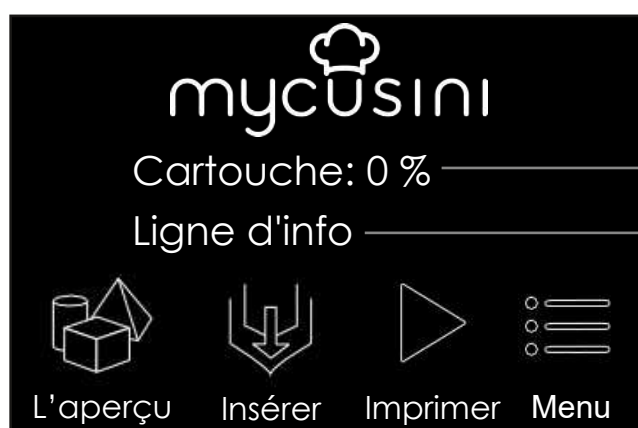 mycusini
Cartouche: 0 %
Ligne d'info
L’aperçu Insérer Imprimer Menu